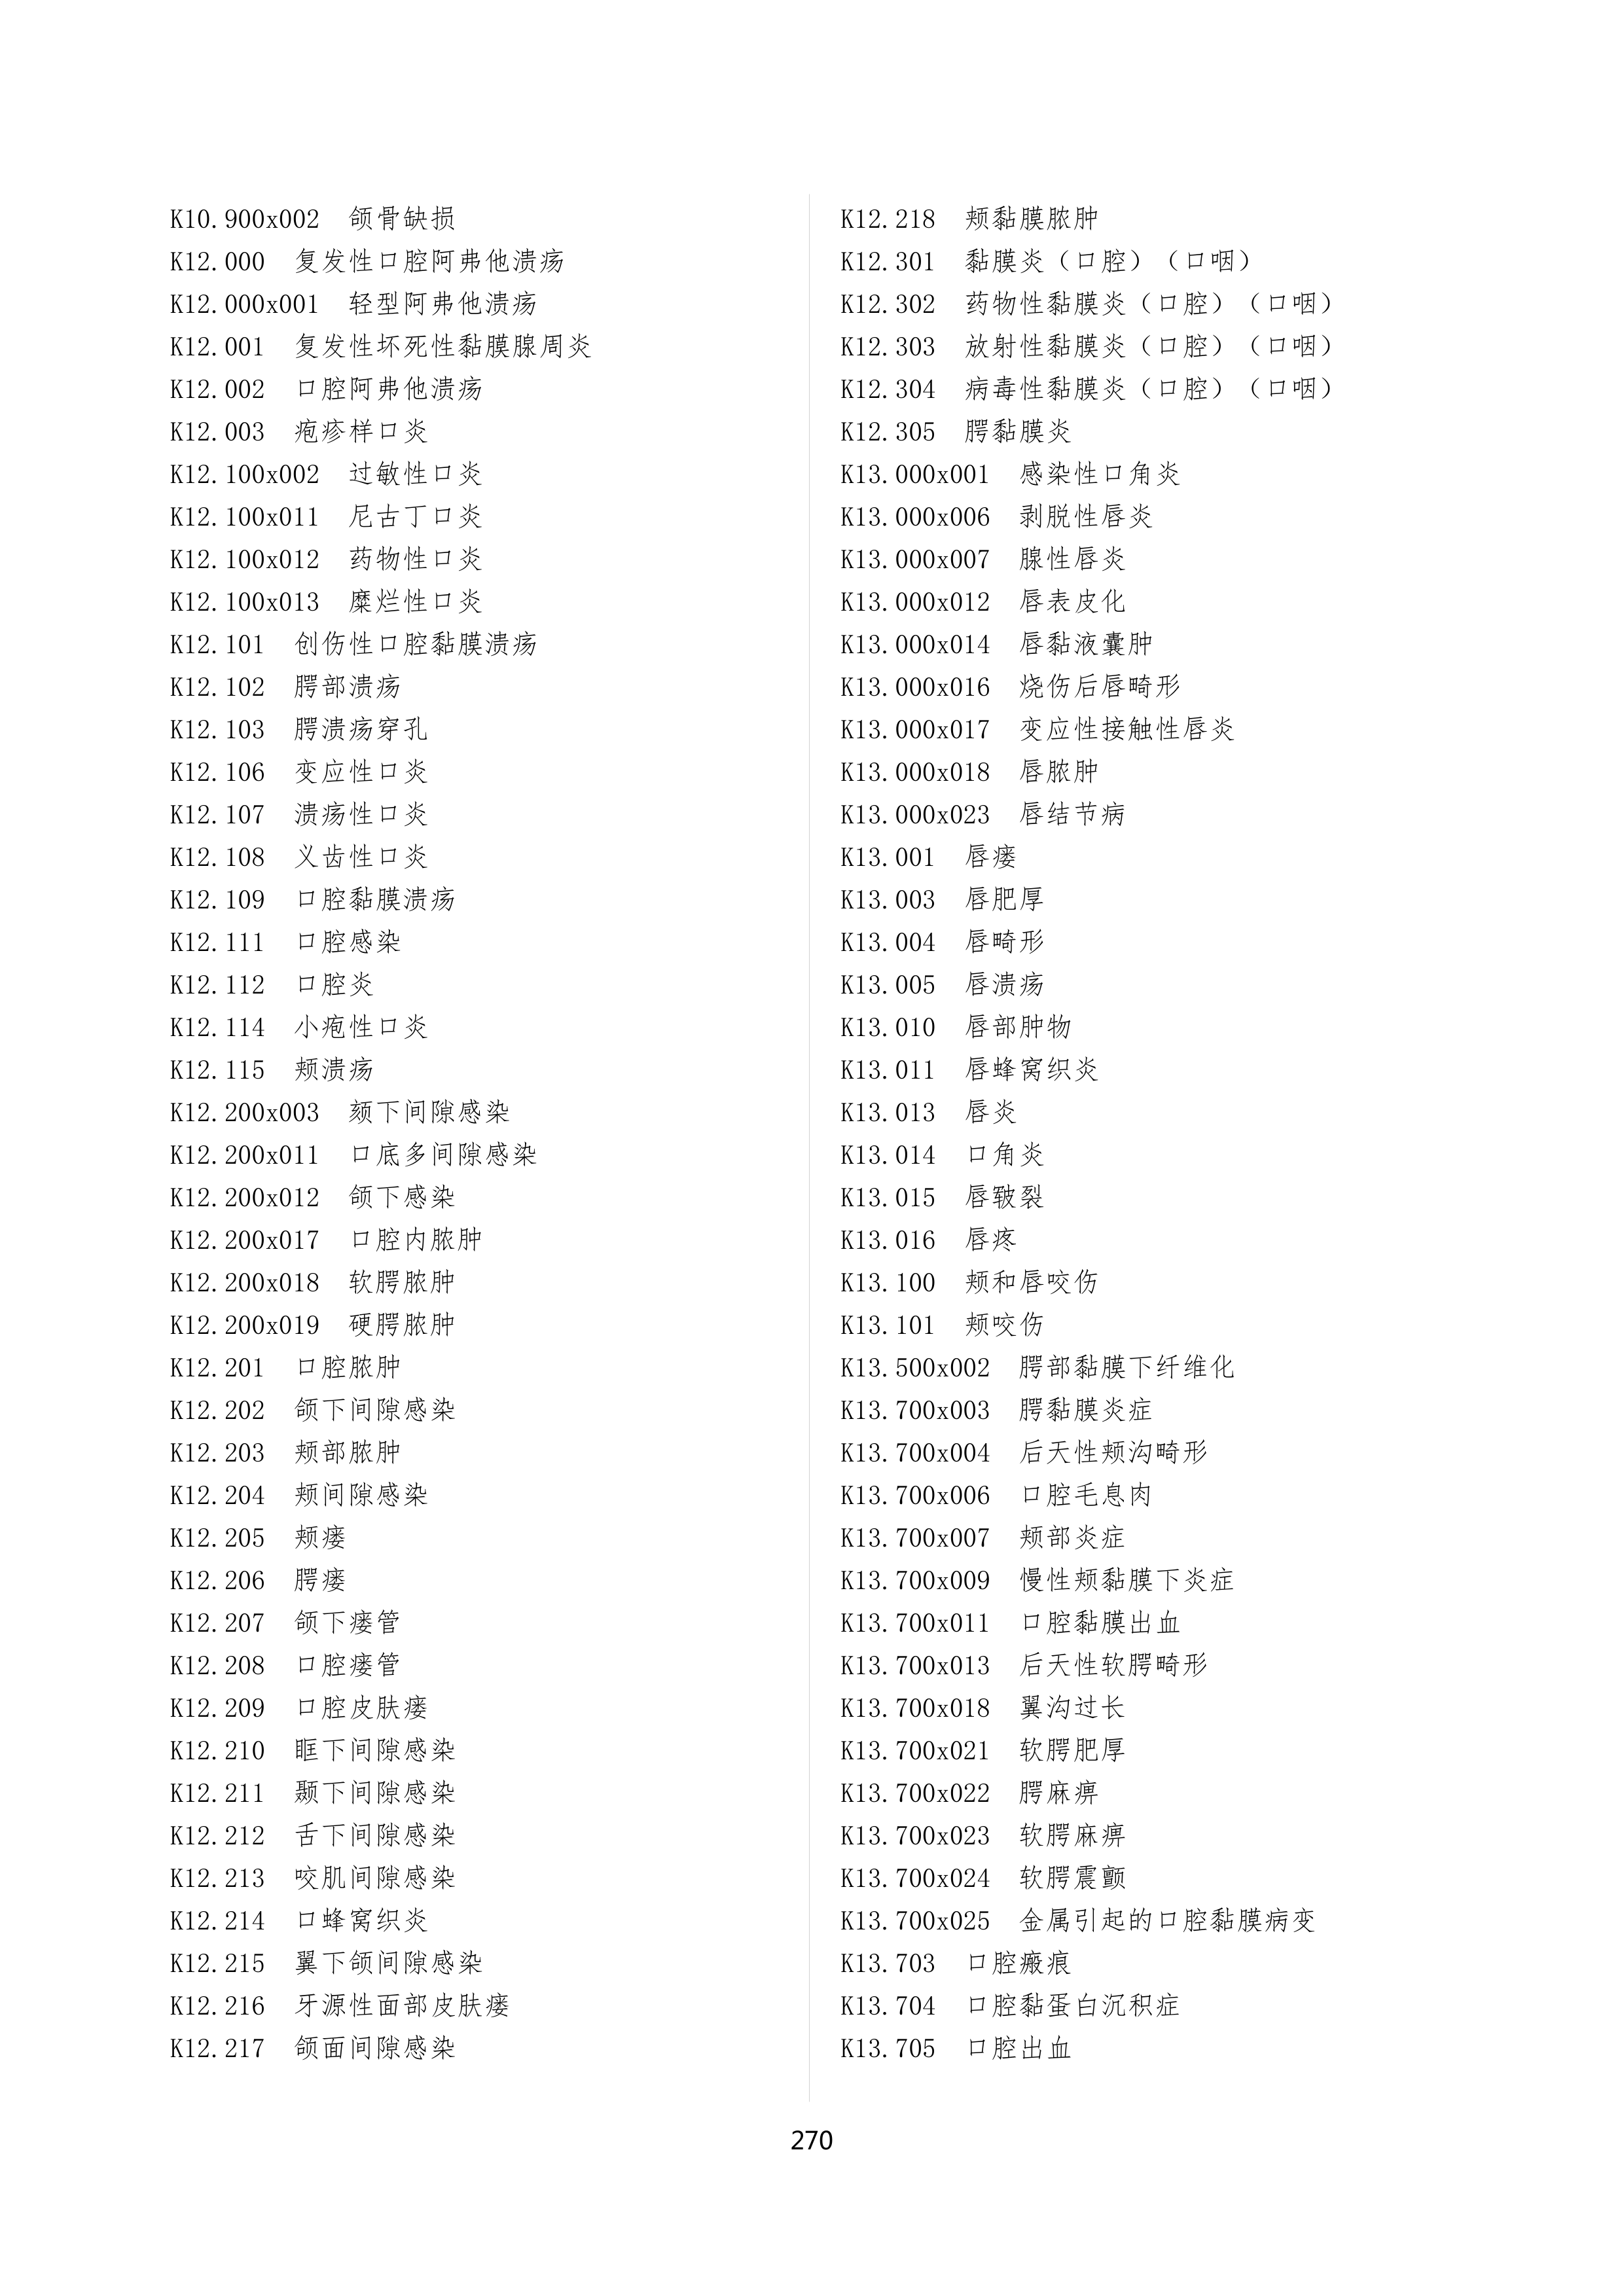 K10.900x002 颌骨缺损
K12.000 复发性口腔阿弗他溃疡
K12.000x001 轻型阿弗他溃疡
K12.001 复发性坏死性黏膜腺周炎
K12.002 口腔阿弗他溃疡
K12.003 疱疹样口炎
K12.100x002 过敏性口炎
K12.100x011 尼古丁口炎
K12.100x012 药物性口炎
K12.100x013 糜烂性口炎
K12.101 创伤性口腔黏膜溃疡
K12.102 腭部溃疡
K12.103 腭溃疡穿孔
K12.106 变应性口炎
K12.107 溃疡性口炎
K12.108 义齿性口炎
K12.109 口腔黏膜溃疡
K12.111 口腔感染
K12.112 口腔炎
K12.114 小疱性口炎
K12.115 颊溃疡
K12.200x003 颏下间隙感染
K12.200x011 口底多间隙感染
K12.200x012 颌下感染
K12.200x017 口腔内脓肿
K12.200x018 软腭脓肿
K12.200x019 硬腭脓肿
K12.201 口腔脓肿
K12.202 颌下间隙感染
K12.203 颊部脓肿
K12.204 颊间隙感染
K12.205 颊瘘
K12.206 腭瘘
K12.207 颌下瘘管
K12.208 口腔瘘管
K12.209 口腔皮肤瘘
K12.210 眶下间隙感染
K12.211 颞下间隙感染
K12.212 舌下间隙感染
K12.213 咬肌间隙感染
K12.214 口蜂窝织炎
K12.215 翼下颌间隙感染
K12.216 牙源性面部皮肤瘘
K12.217 颌面间隙感染
K12.218 颊黏膜脓肿
K12.301 黏膜炎（口腔）（口咽）
K12.302 药物性黏膜炎（口腔）（口咽）
K12.303 放射性黏膜炎（口腔）（口咽）
K12.304 病毒性黏膜炎（口腔）（口咽）
K12.305 腭黏膜炎
K13.000x001 感染性口角炎
K13.000x006 剥脱性唇炎
K13.000x007 腺性唇炎
K13.000x012 唇表皮化
K13.000x014 唇黏液囊肿
K13.000x016 烧伤后唇畸形
K13.000x017 变应性接触性唇炎
K13.000x018 唇脓肿
K13.000x023 唇结节病
K13.001 唇瘘
K13.003 唇肥厚
K13.004 唇畸形
K13.005 唇溃疡
K13.010 唇部肿物
K13.011 唇蜂窝织炎
K13.013 唇炎
K13.014 口角炎
K13.015 唇皲裂
K13.016 唇疼
K13.100 颊和唇咬伤
K13.101 颊咬伤
K13.500x002 腭部黏膜下纤维化
K13.700x003 腭黏膜炎症
K13.700x004 后天性颊沟畸形
K13.700x006 口腔毛息肉
K13.700x007 颊部炎症
K13.700x009 慢性颊黏膜下炎症
K13.700x011 口腔黏膜出血
K13.700x013 后天性软腭畸形
K13.700x018 翼沟过长
K13.700x021 软腭肥厚
K13.700x022 腭麻痹
K13.700x023 软腭麻痹
K13.700x024 软腭震颤
K13.700x025 金属引起的口腔黏膜病变
K13.703 口腔瘢痕
K13.704 口腔黏蛋白沉积症
K13.705 口腔出血
270